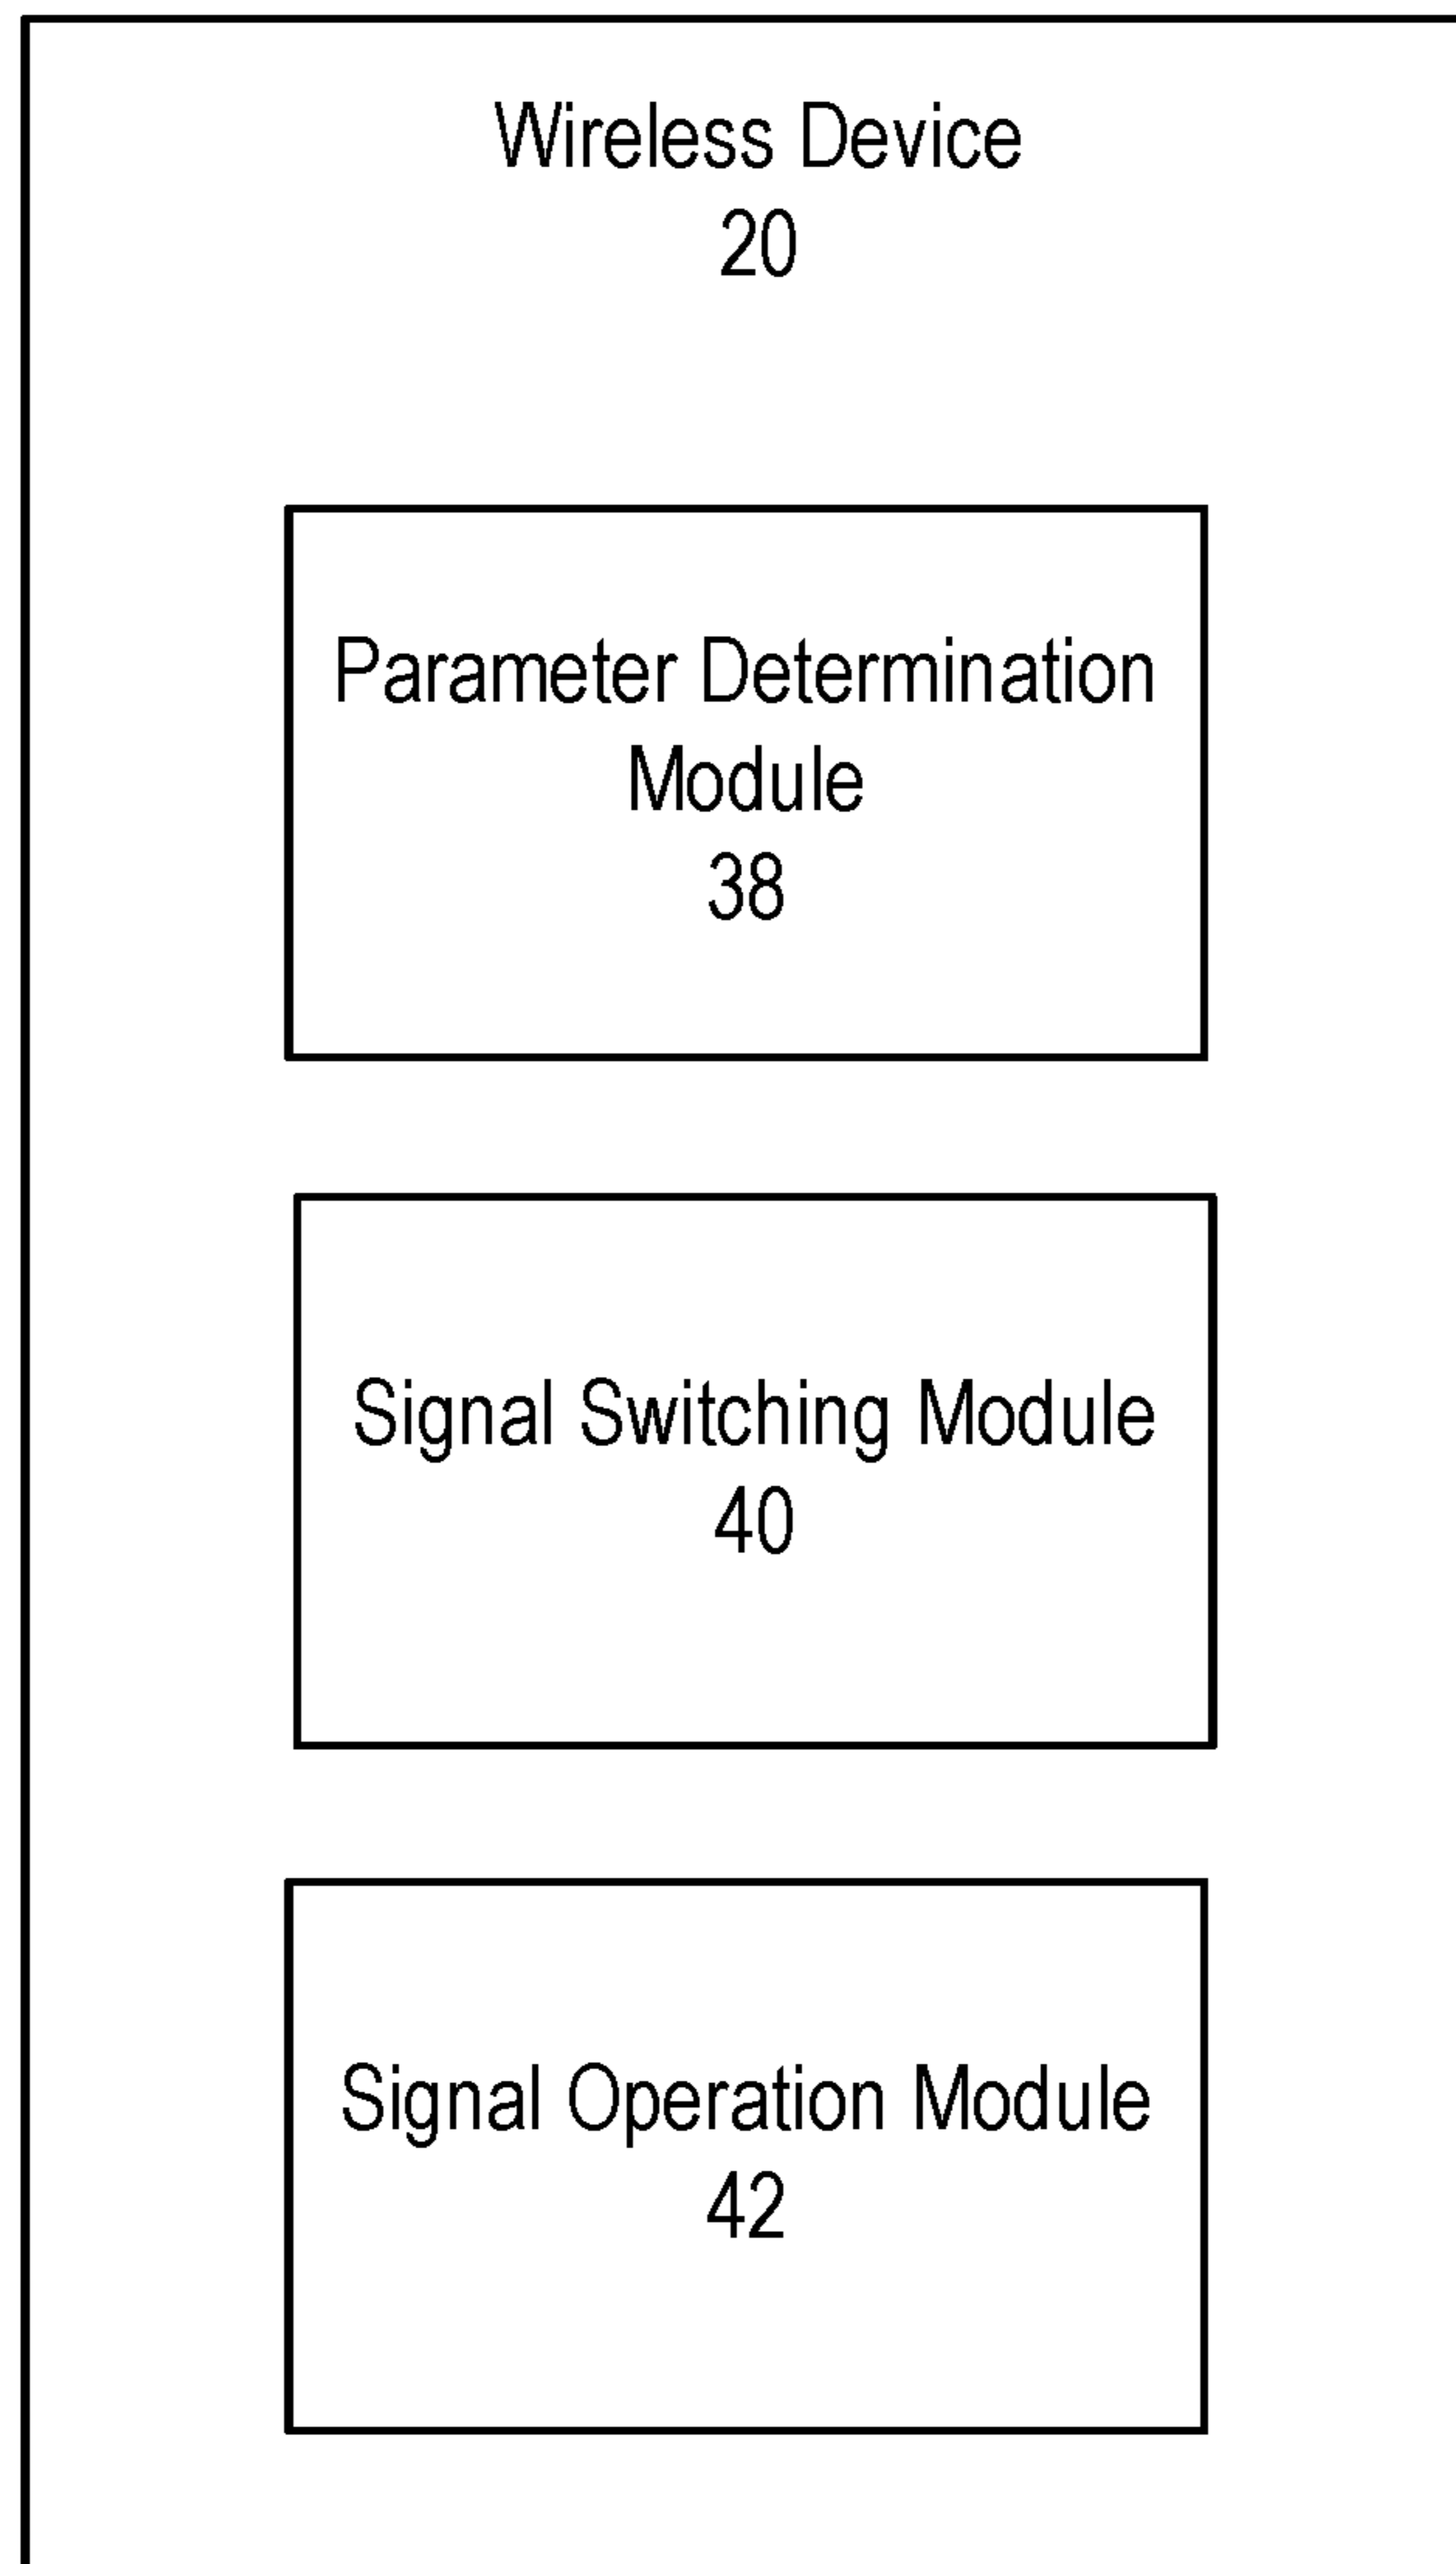 Wireless Device
20
Parameter Determination
Module
38
Signal Switching Module
40
Signal Operation Module
42